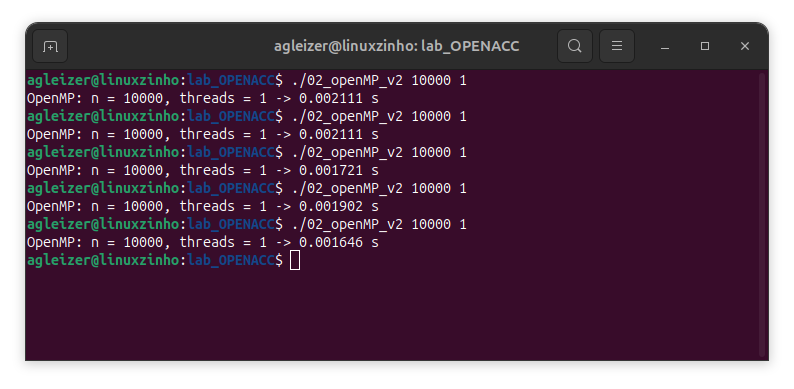 agleizer@linuxzinho: lab_OPENACC
agleizer@linuxzinho:lab_OPENACC$ ./02_openMP_v2 10000 1
OpenMP: n = 10000, threads = 1 -> 0.002111 s
agleizer@linuxzinho:lab_OPENACC$ ./02_openMP_v2 10000 1
OpenMP: n = 10000, threads = 1 -> 0.002111 s
agleizer@linuxzinho:lab_OPENACC$ ./02_openMP_v2 10000 1
OpenMP: n = 10000, threads = 1 -> 0.001721 s
agleizer@linuxzinho:lab_OPENACC$ ./02_openMP_v2 10000 1
OpenMP: n = 10000, threads = 1 -> 0.001902 s
agleizer@linuxzinho:lab_OPENACC$ ./02_openMP_v2 10000 1
OpenMP: n = 10000, threads = 1 -> 0.001646 s
agleizer@linuxzinho:lab_OPENACC$